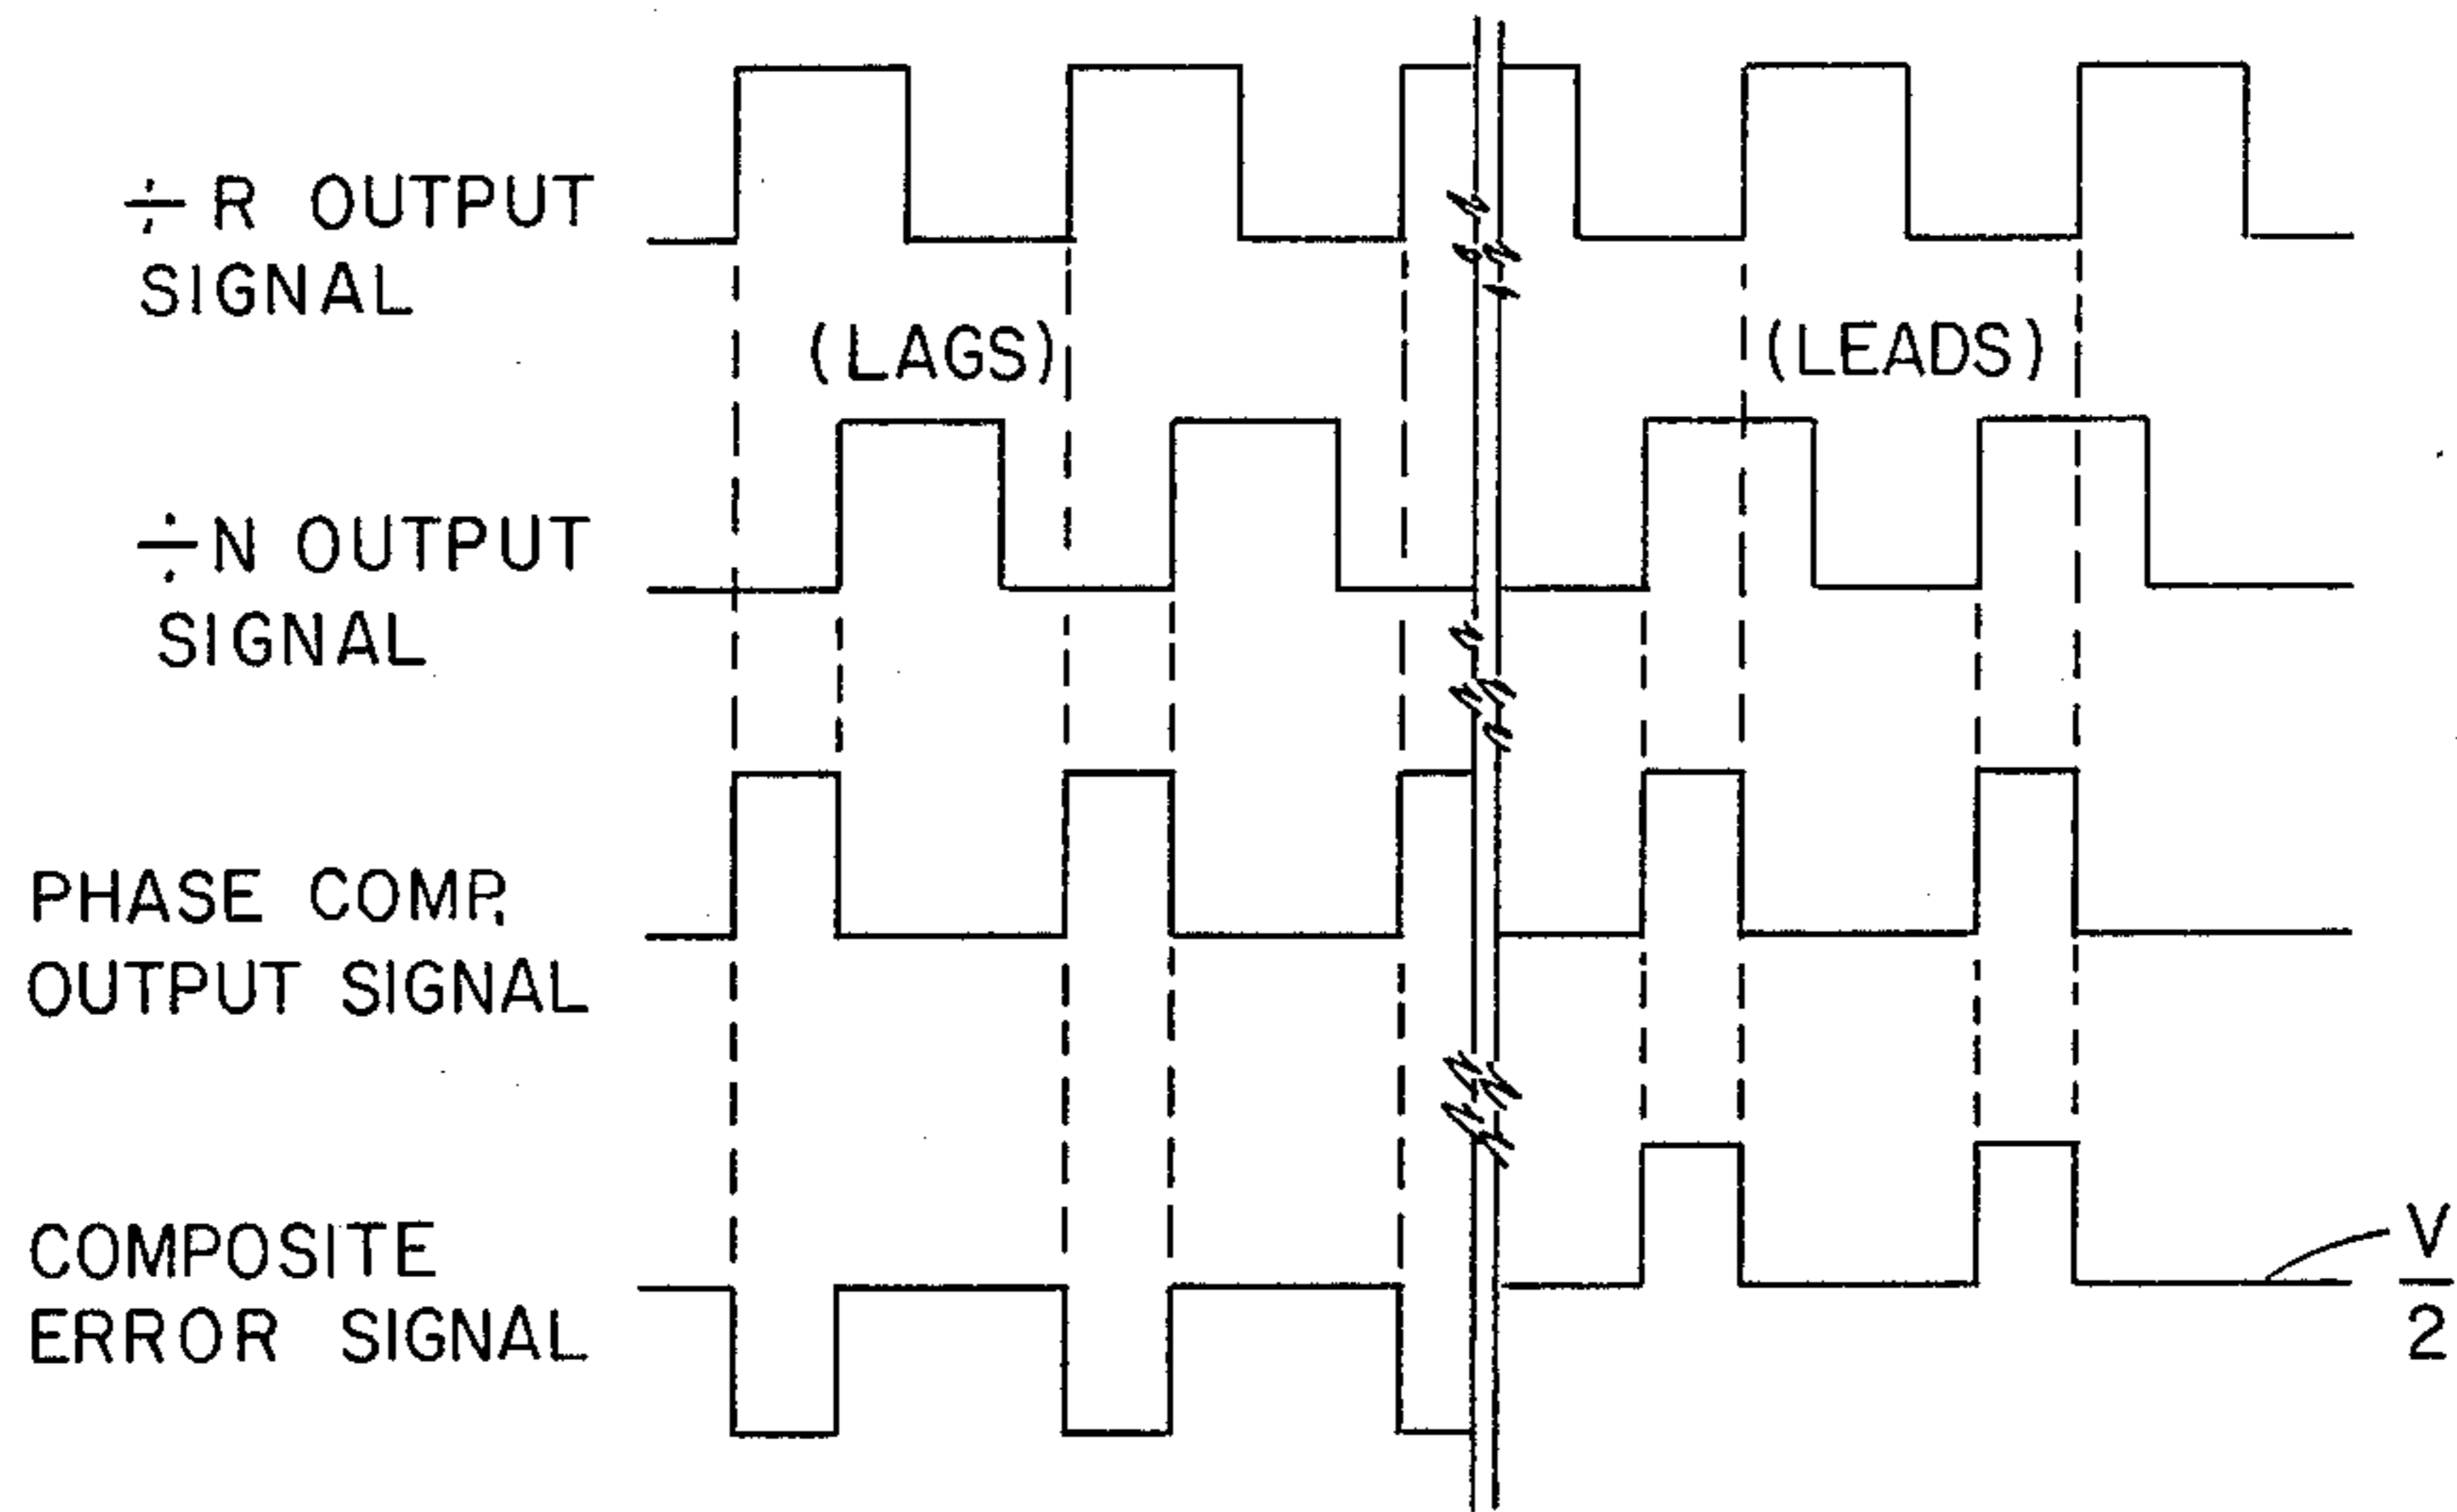 ÷ R OUTPUT
SIGNAL
(LAGS)
(LEADS)
÷ N OUTPUT
SIGNAL
PHASE COMP.
OUTPUT SIGNAL
COMPOSITE
ERROR SIGNAL
V
2